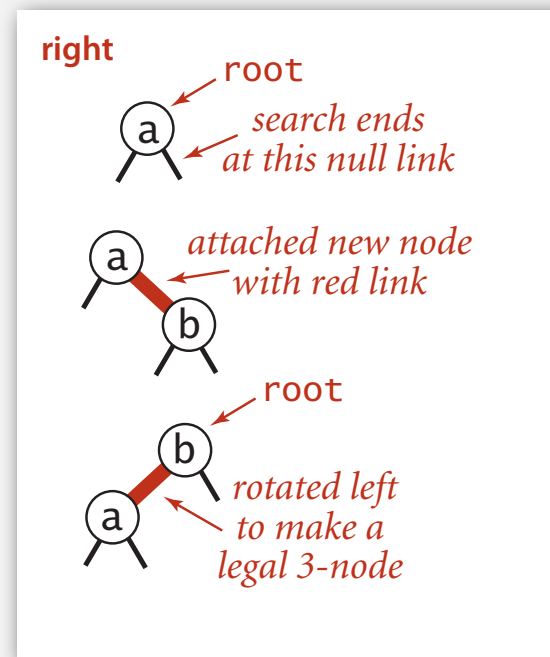 right
root
a
search ends
at this null link
a
attached new node
with red link
b
root
b
a
rotated left
to make a
legal 3-node